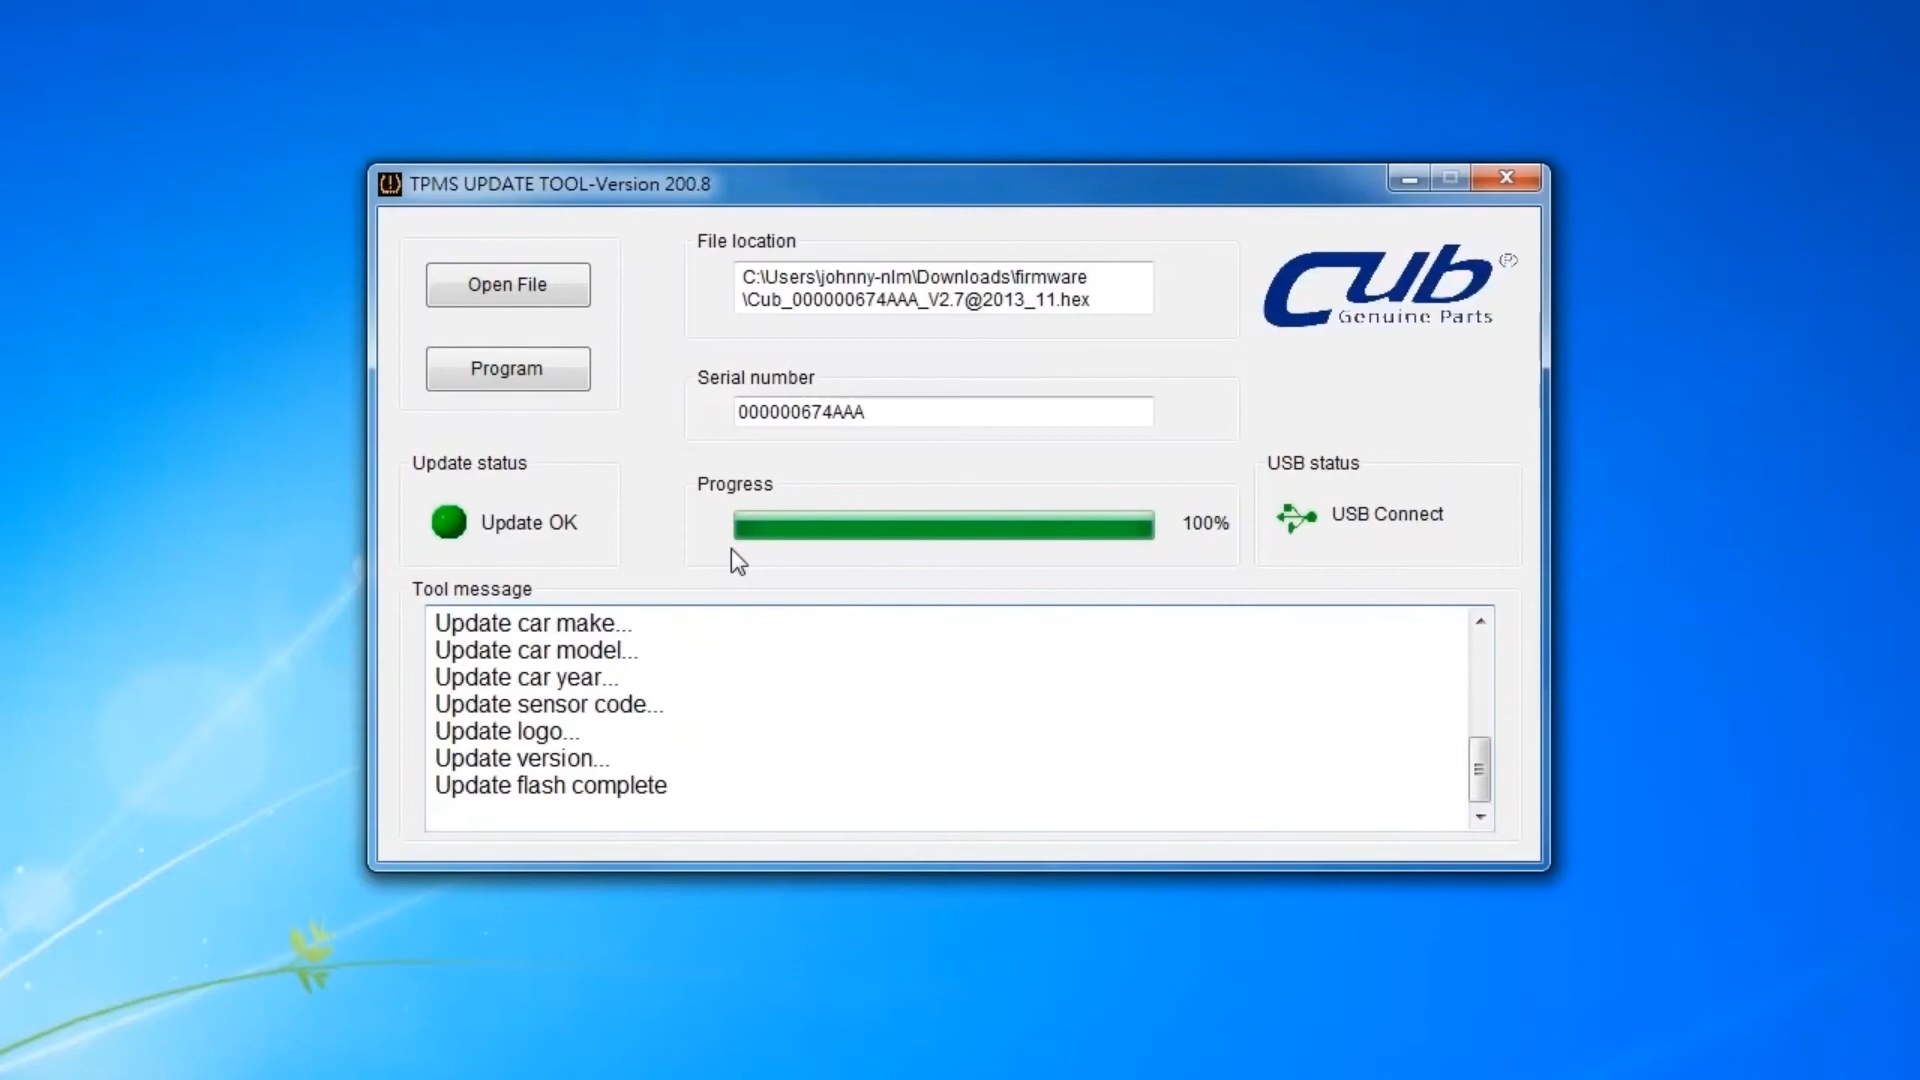 TPMS UPDATE TOOL-Version 200.8
Open File
Program
File location
C:\Users\johnny-nlm\Downloads\firmware
\Cub_000000674AAA_V2.7@2013_11.hex
Cub ®
Genuine Parts
Serial number
000000674AAA
Update status
Update OK
Progress
100%
USB status
USB Connect
Tool message
Update car make...
Update car model...
Update car year...
Update sensor code...
Update logo...
Update version...
Update flash complete